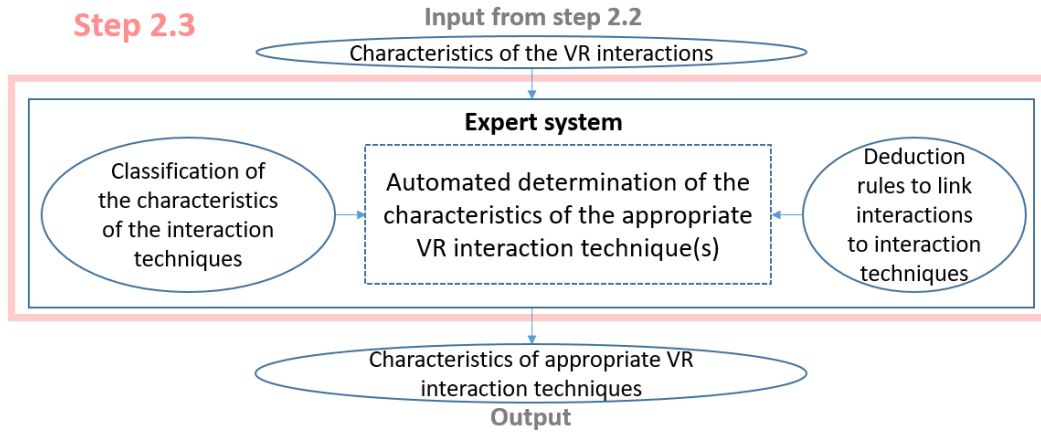 Step 2.3
Input from step 2.2
Characteristics of the VR interactions
Expert system
Classification of
the characteristics
of the interaction
techniques
Automated determination of the
characteristics of the appropriate
VR interaction technique(s)
Deduction
rules to link
interactions
to interaction
techniques
Characteristics of appropriate VR
interaction techniques
Output